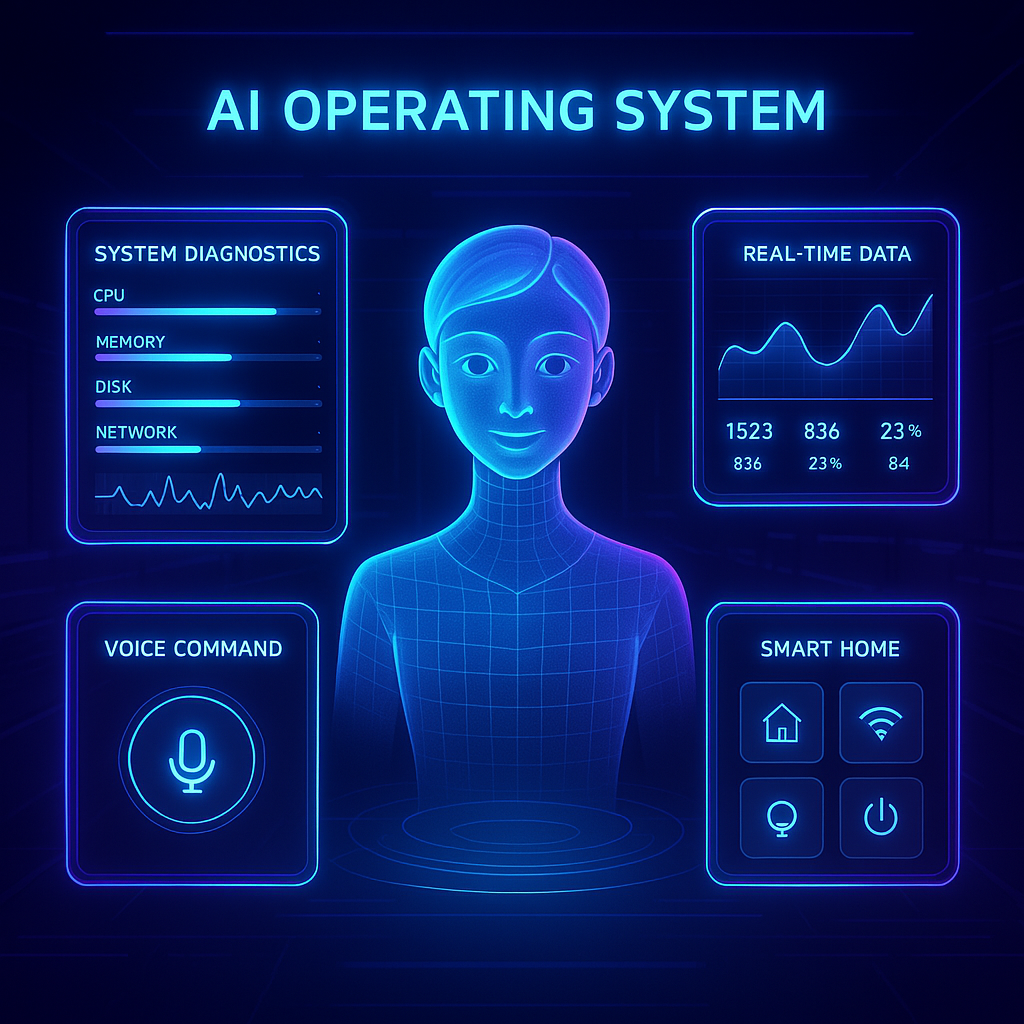 AI OPERATING SYSTEM
SYSTEM DIAGNOSTICS
CPU
MEMORY
DISK
NETWORK
REAL-TIME DATA
1523 836 23%
836 23% 84
VOICE COMMAND
SMART HOME